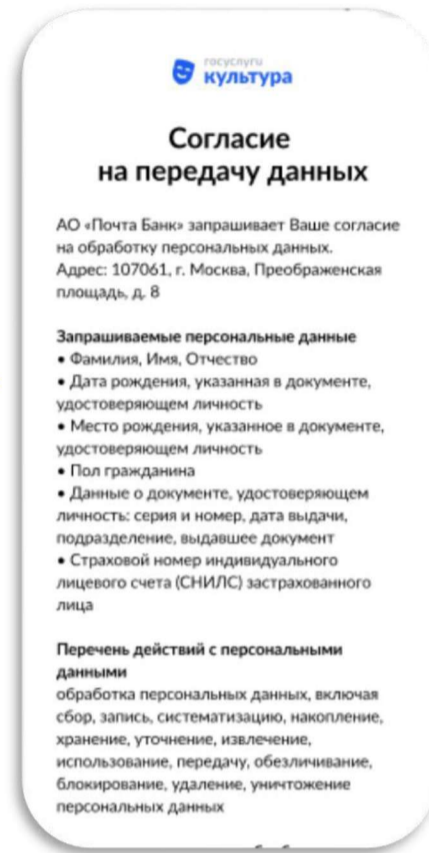 госуслуги
культура
Согласие
на передачу данных
АО «Почта Банк» запрашивает Ваше согласие
на обработку персональных данных.
Адрес: 107061, г. Москва, Преображенская
площадь, д. 8
Запрашиваемые персональные данные
• Фамилия, Имя, Отчество
• Дата рождения, указанная в документе,
удостоверяющем личность
• Место рождения, указанное в документе,
удостоверяющем личность
• Пол гражданина
• Данные о документе, удостоверяющем
личность: серия и номер, дата выдачи,
подразделение, выдавшее документ
• Страховой номер индивидуального
лицевого счета (СНИЛС) застрахованного
лица
Перечень действий с персональными
данными
обработка персональных данных, включая
сбор, запись, систематизацию, накопление,
хранение, уточнение, извлечение,
использование, передачу, обезличивание,
блокирование, удаление, уничтожение
персональных данных